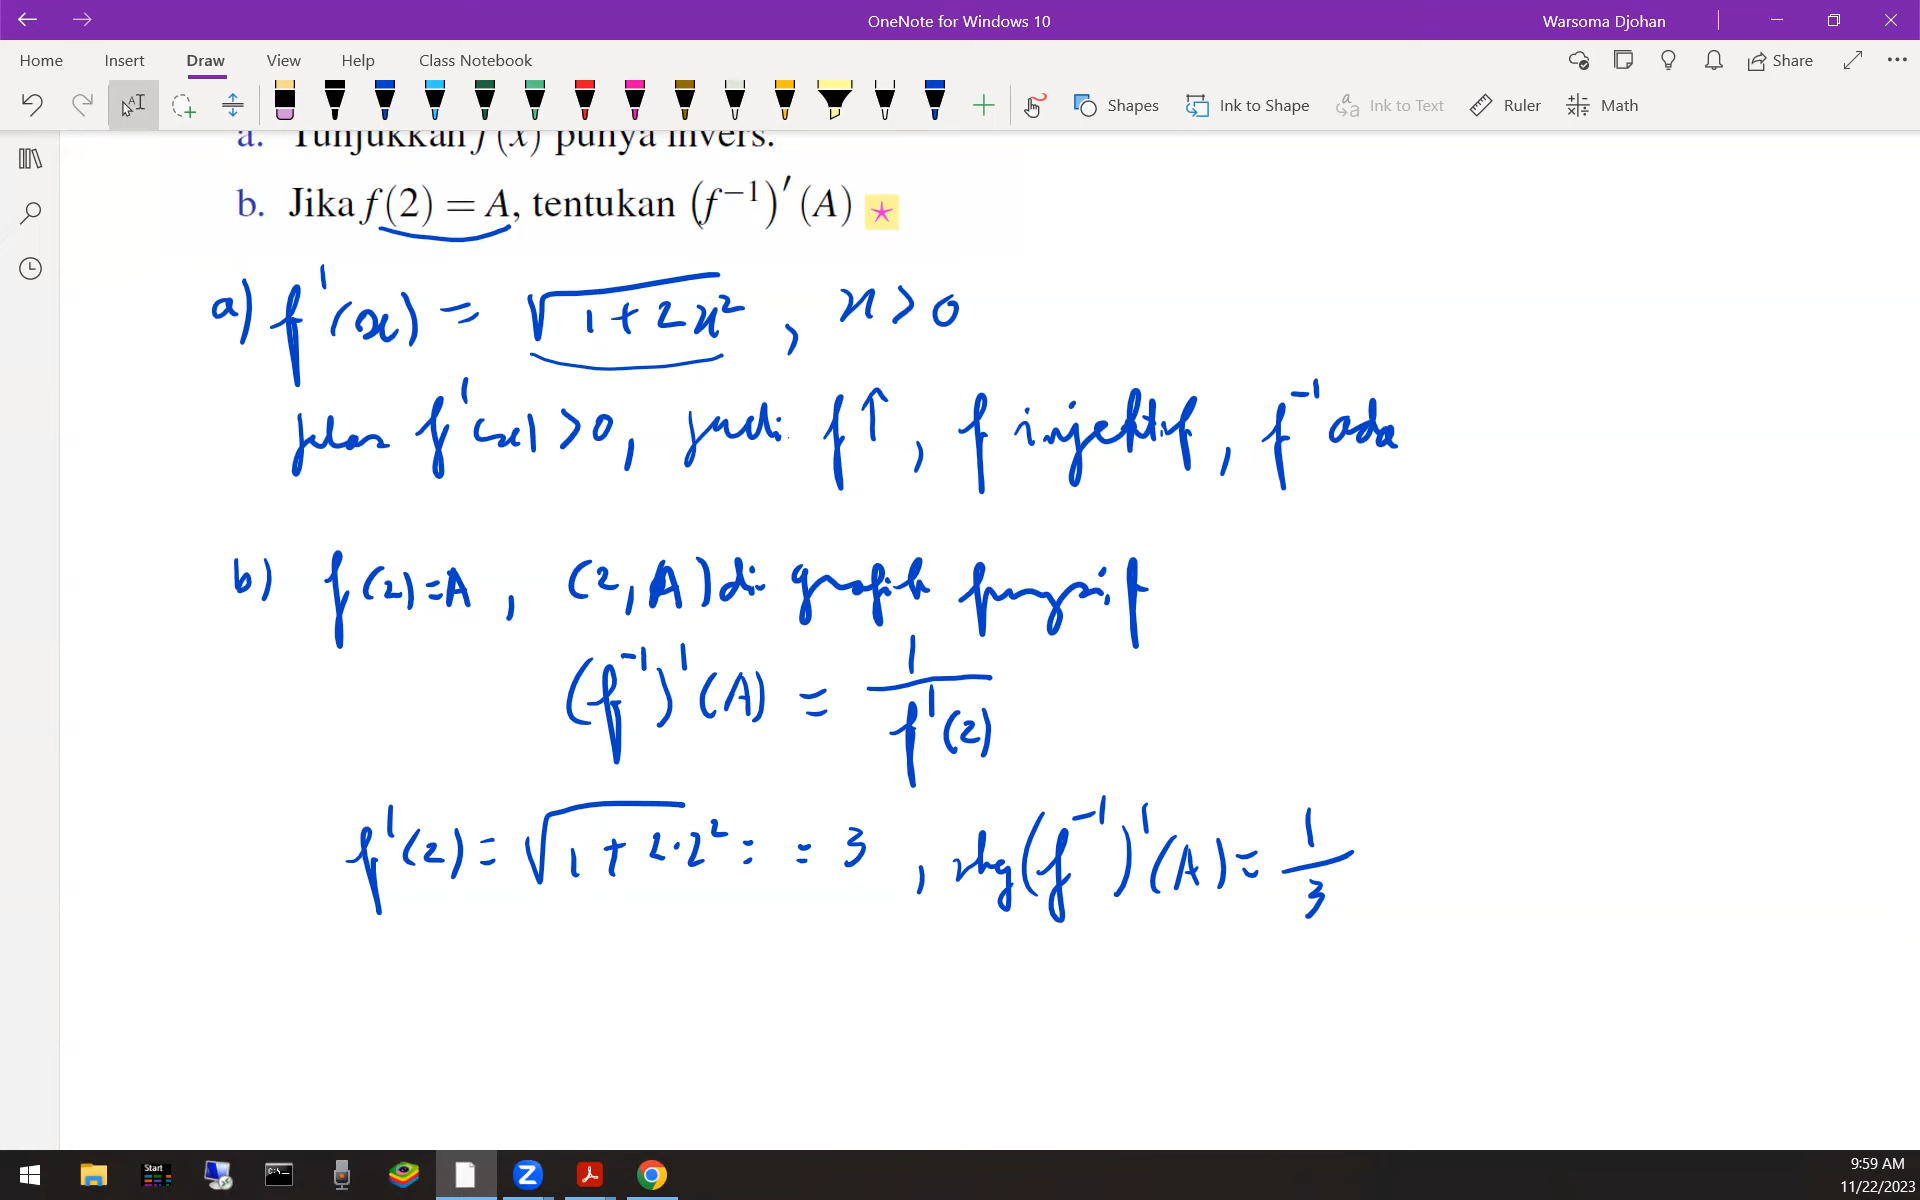 OneNote for Windows 10
Warsoma Djohan
Home Insert Draw View Help Class Notebook Share
Shapes Ink to Shape Ink to Text Ruler Math
a. Tunjukkan f (x) punya invers.
b. Jika f(2) = A, tentukan (f⁻¹)′ (A)
a) f'(x) = √(1+2x²) , x > 0
jelas f'(x) > 0, jadi f ↑ , f injektif , f⁻¹ ada
b) f(2)=A , (2, A) di grafik fungsi f
(f⁻¹)'(A) = 1/f'(2)
f'(2) = √(1+2·2²) = = 3 , shg (f⁻¹)'(A) = 1/3
Start
9:59 AM
11/22/2023